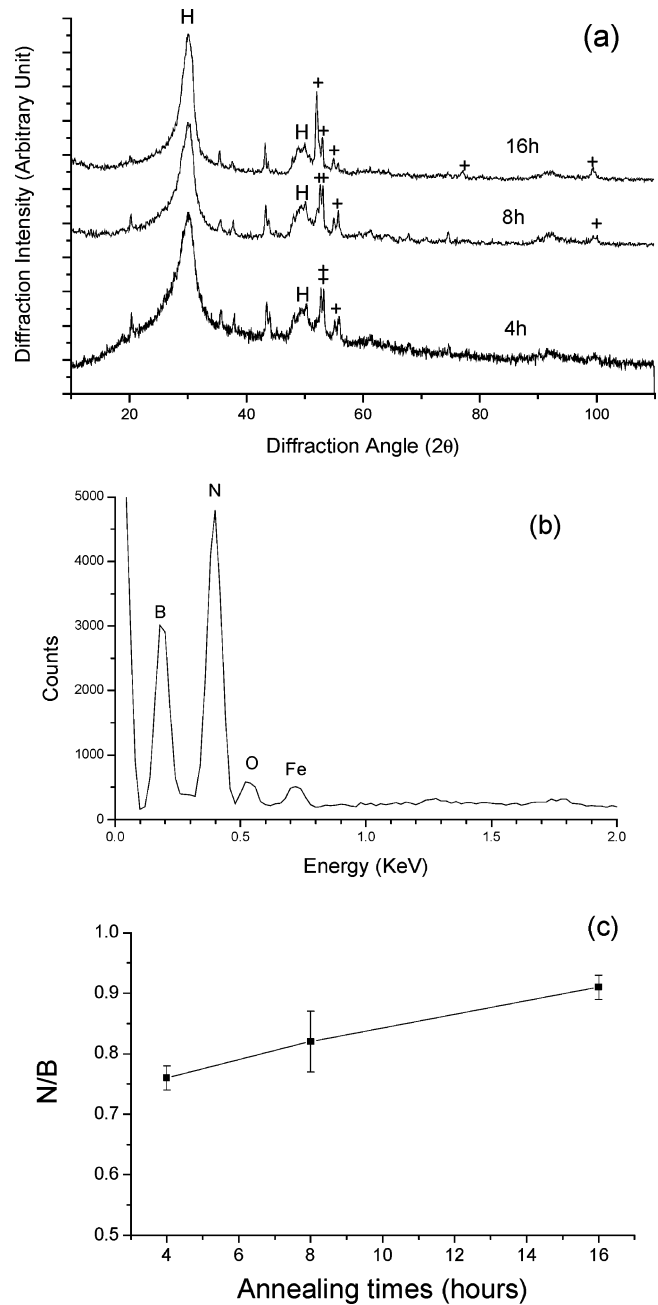 (a)
H
+
+
H
+
16h
+
+
++
H
+
8h
+
‡
H
+
4h
Diffraction Intensity (Arbitrary Unit)
20 40 60 80 100
Diffraction Angle (2θ)
(b)
N
B
O
Fe
5000
4000
3000
2000
1000
0
Counts
0.0 0.5 1.0 1.5 2.0
Energy (KeV)
(c)
1.0
0.9
0.8
0.7
0.6
0.5
N/B
4 6 8 10 12 14 16
Annealing times (hours)